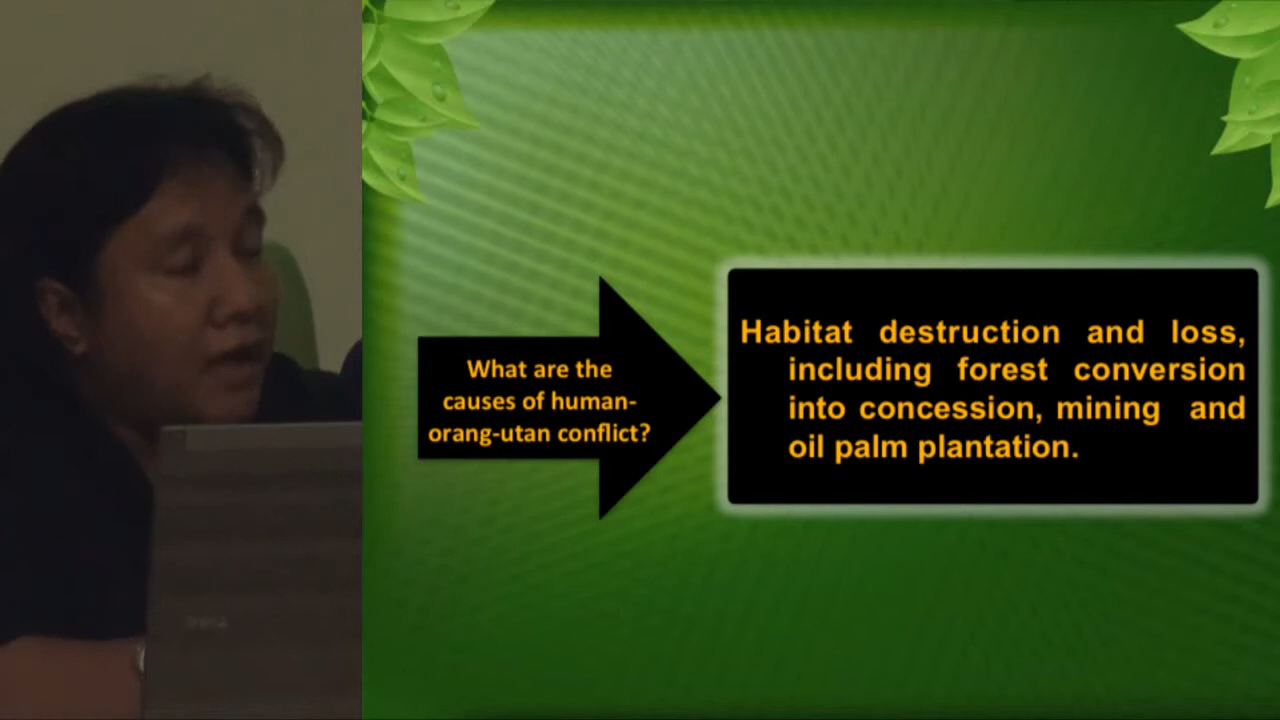 What are the
causes of human-
orang-utan conflict?
Habitat destruction and loss,
including forest conversion
into concession, mining and
oil palm plantation.